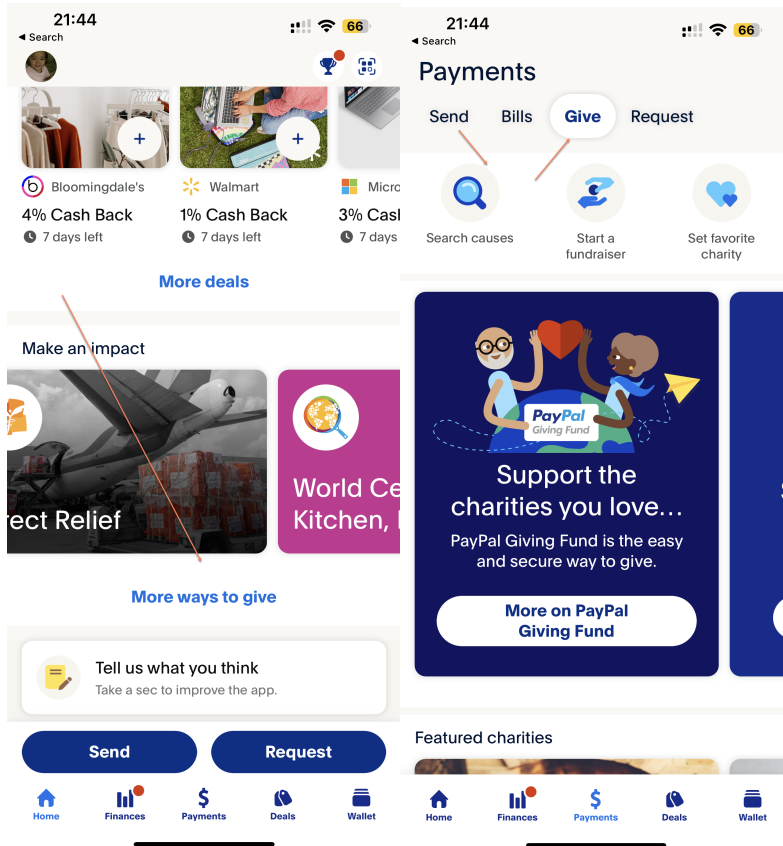 21:44
66
◀ Search
Bloomingdale's
Walmart
Micro
4% Cash Back
1% Cash Back
3% Cas
7 days left
7 days left
7 days
More deals
Make an impact
rect Relief
World Ce
Kitchen,
More ways to give
Tell us what you think
Take a sec to improve the app.
Send
Request
Home
Finances
Payments
Deals
Wallet
21:44
66
◀ Search
Payments
Send
Bills
Give
Request
Search causes
Start a
fundraiser
Set favorite
charity
PayPal
Giving Fund
Support the
charities you love...
PayPal Giving Fund is the easy
and secure way to give.
More on PayPal
Giving Fund
Featured charities
Home
Finances
Payments
Deals
Wallet